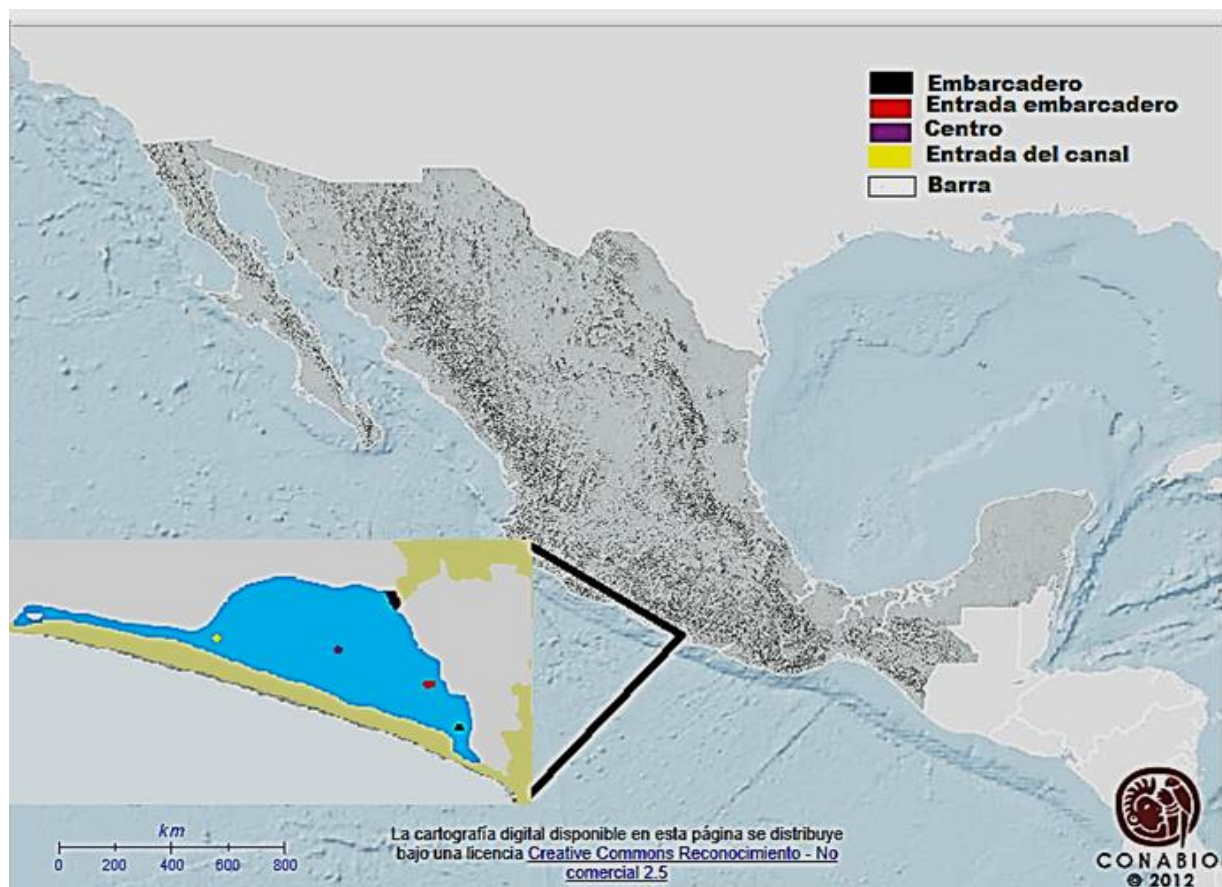 Embarcadero
Entrada embarcadero
Centro
Entrada del canal
Barra
km
0 200 400 600 800
La cartografía digital disponible en esta página se distribuye
bajo una licencia Creative Commons Reconocimiento - No
comercial 2.5
CONABIO
© 2012